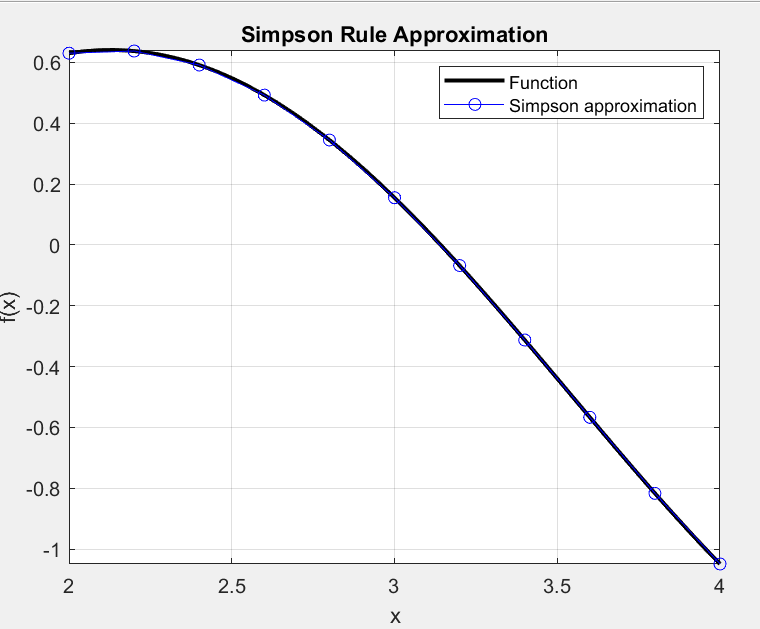 Simpson Rule Approximation
Function
Simpson approximation
0.6
0.4
0.2
0
-0.2
-0.4
-0.6
-0.8
-1
f(x)
2
2.5
3
3.5
4
x